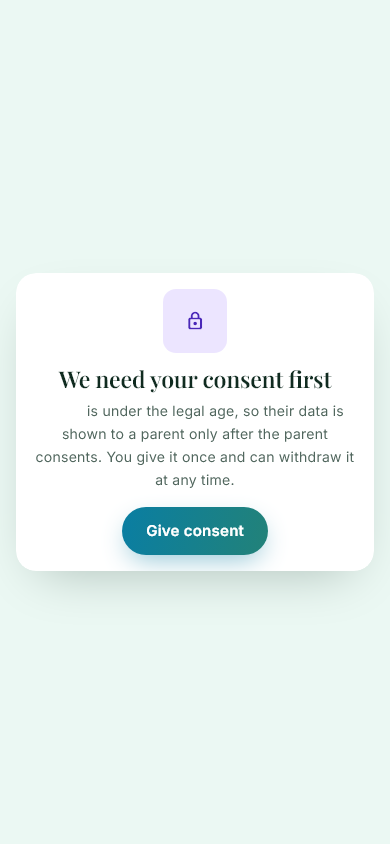 We need your consent first
is under the legal age, so their data is
shown to a parent only after the parent
consents. You give it once and can withdraw it
at any time.
Give consent